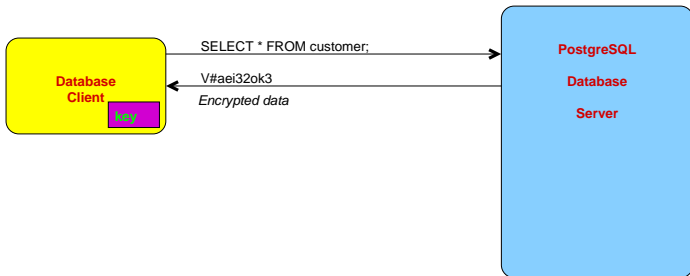 SELECT * FROM customer;
V#aei32ok3
Encrypted data
Database
Client
key
PostgreSQL
Database
Server